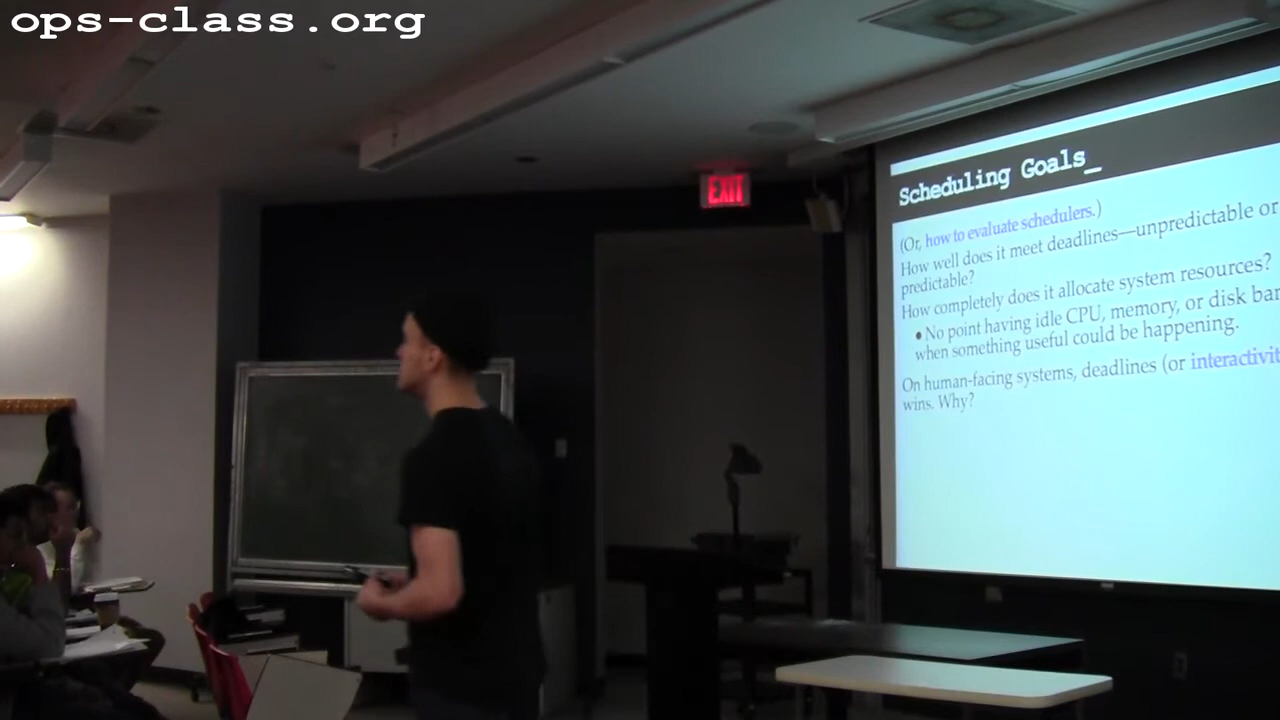 ops-class.org
EXIT
Scheduling Goals_
(Or, how to evaluate schedulers.)
How well does it meet deadlines—unpredictable or
predictable?
How completely does it allocate system resources?
• No point having idle CPU, memory, or disk
when something useful could be happening.
On human-facing systems, deadlines (or
wins. Why?